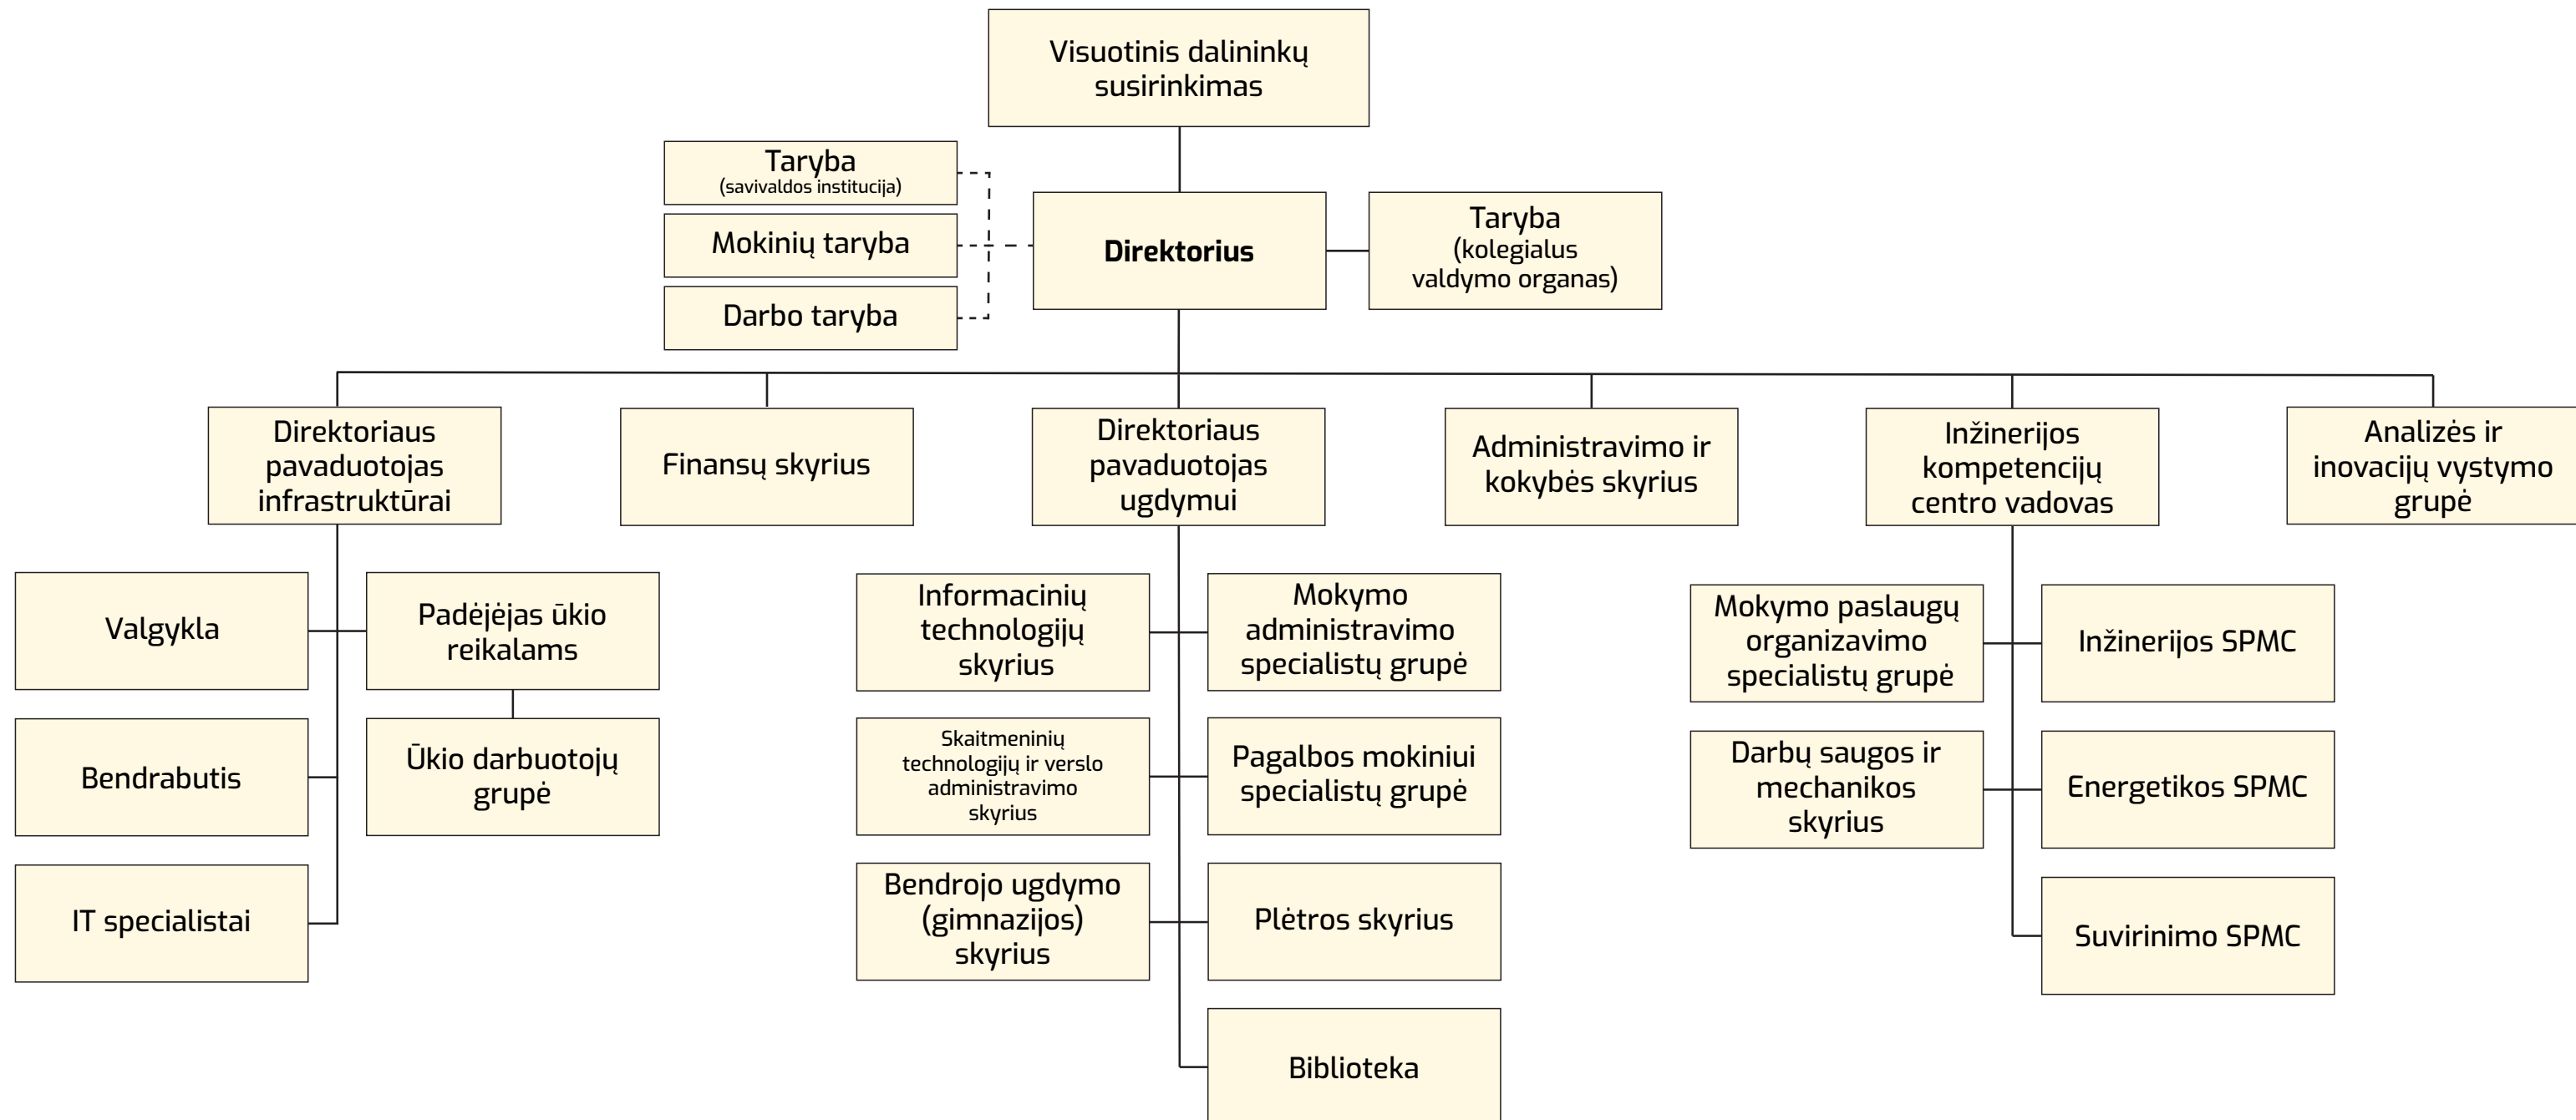 Visuotinis dalininkų
susirinkimas
Taryba
(savivaldos institucija)
Mokinių taryba
Darbo taryba
Direktorius
Taryba
(kolegialus
valdymo organas)
Direktoriaus
pavaduotojas
infrastruktūrai
Finansų skyrius
Direktoriaus
pavaduotojas
ugdymui
Administravimo ir
kokybės skyrius
Inžinerijos
kompetencijų
centro vadovas
Analizės ir
inovacijų vystymo
grupė
Valgykla
Padėjėjas ūkio
reikalams
Bendrabutis
Ūkio darbuotojų
grupė
IT specialistai
Informacinių
technologijų
skyrius
Mokymo
administravimo
specialistų grupė
Skaitmeninių
technologijų ir verslo
administravimo
skyrius
Pagalbos mokiniui
specialistų grupė
Bendrojo ugdymo
(gimnazijos)
skyrius
Plėtros skyrius
Biblioteka
Mokymo paslaugų
organizavimo
specialistų grupė
Inžinerijos SPMC
Darbų saugos ir
mechanikos
skyrius
Energetikos SPMC
Suvirinimo SPMC